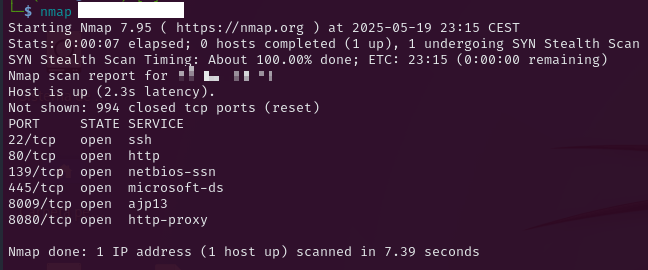 └─$ nmap
Starting Nmap 7.95 ( https://nmap.org ) at 2025-05-19 23:15 CEST
Stats: 0:00:07 elapsed; 0 hosts completed (1 up), 1 undergoing SYN Stealth Scan
SYN Stealth Scan Timing: About 100.00% done; ETC: 23:15 (0:00:00 remaining)
Nmap scan report for
Host is up (2.3s latency).
Not shown: 994 closed tcp ports (reset)
PORT     STATE SERVICE
22/tcp   open  ssh
80/tcp   open  http
139/tcp  open  netbios-ssn
445/tcp  open  microsoft-ds
8009/tcp open  ajp13
8080/tcp open  http-proxy
Nmap done: 1 IP address (1 host up) scanned in 7.39 seconds